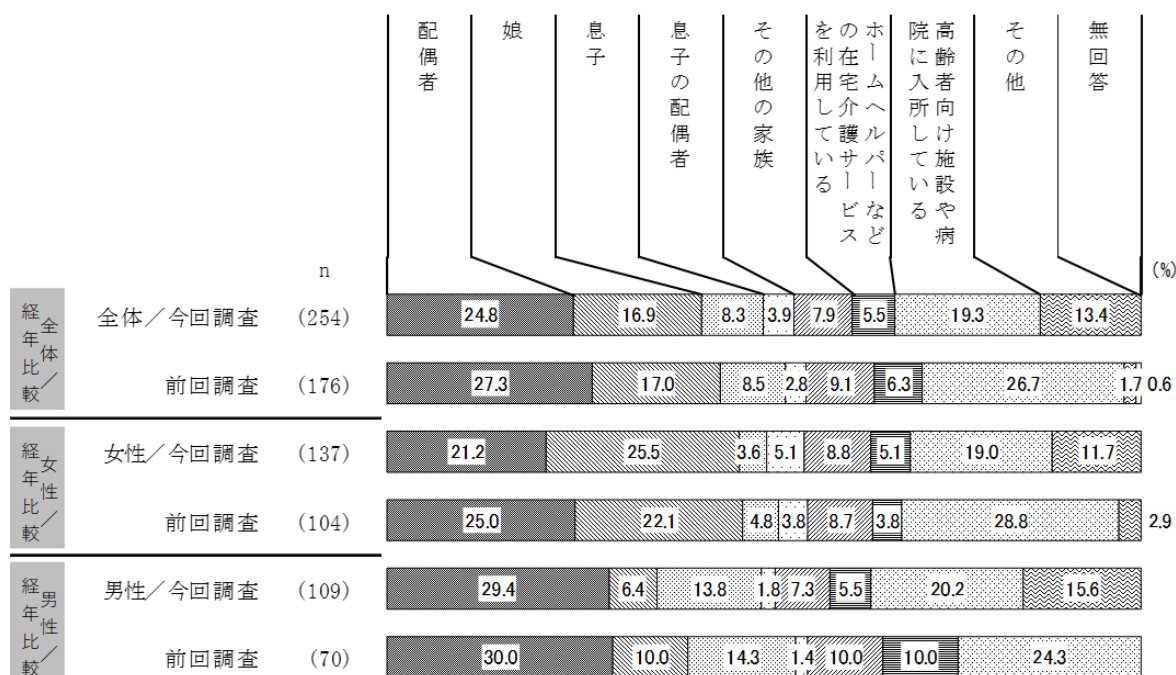 配偶者
娘
息子
息子の配偶者
その他の家族
ホームヘルパーなど
の在宅介護サービス
を利用している
高齢者向け施設や病
院に入所している
その他
無回答
n
(%)
全体/
経年比較
全体/今回調査 (254) 24.8 16.9 8.3 3.9 7.9 5.5 19.3 13.4
前回調査 (176) 27.3 17.0 8.5 2.8 9.1 6.3 26.7 1.7 0.6
女性/
経年比較
女性/今回調査 (137) 21.2 25.5 3.6 5.1 8.8 5.1 19.0 11.7
前回調査 (104) 25.0 22.1 4.8 3.8 8.7 3.8 28.8 2.9
男性/
経年比較
男性/今回調査 (109) 29.4 6.4 13.8 1.8 7.3 5.5 20.2 15.6
前回調査 (70) 30.0 10.0 14.3 1.4 10.0 10.0 24.3